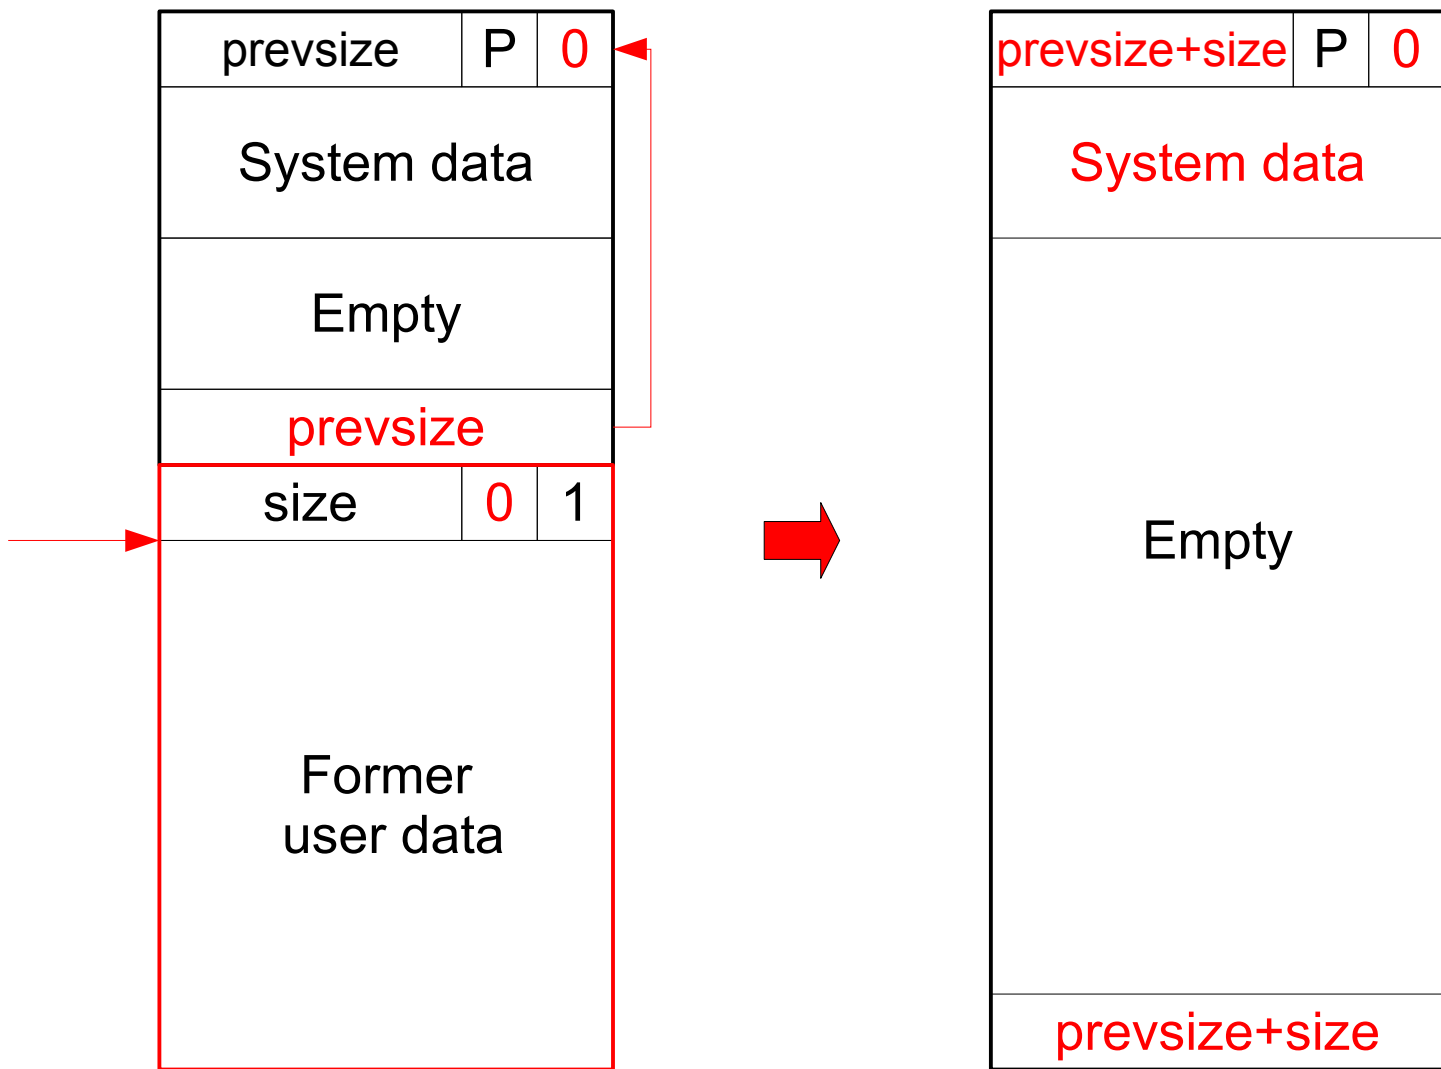 prevsize P 0
System data
Empty
prevsize
size 0 1
Former
user data
prevsize+size P 0
System data
Empty
prevsize+size